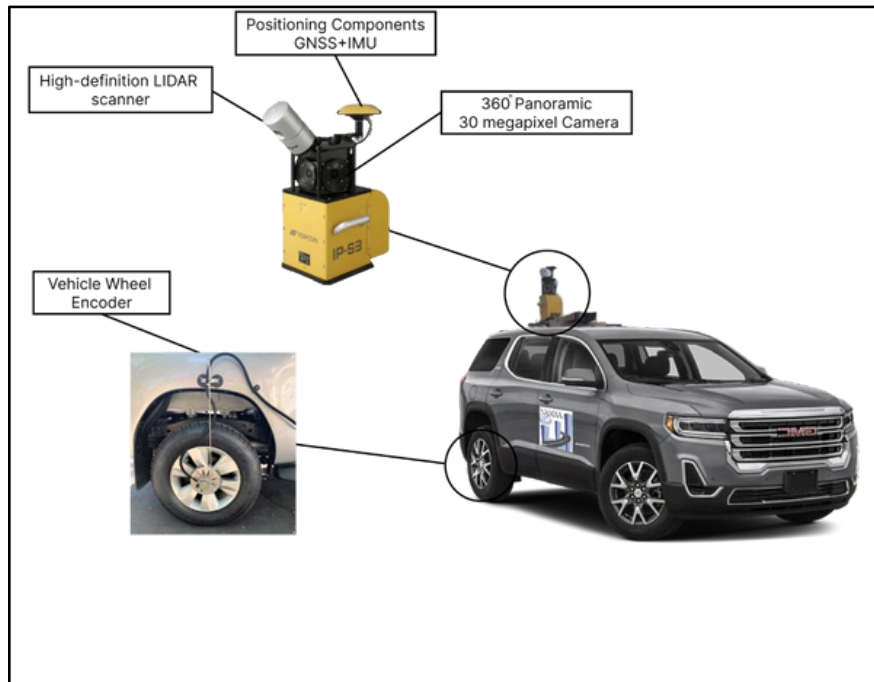 Positioning Components
GNSS+IMU
High-definition LIDAR
scanner
360° Panoramic
30 megapixel Camera
TOPCON
IP-S3
Vehicle Wheel
Encoder
GMC